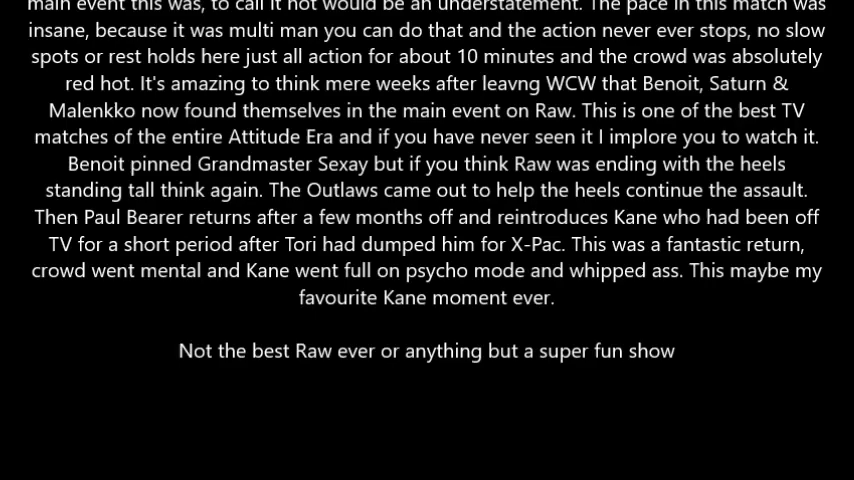 main event this was, to call it hot would be an understatement. The pace in this match was
insane, because it was multi man you can do that and the action never ever stops, no slow
spots or rest holds here just all action for about 10 minutes and the crowd was absolutely
red hot. It's amazing to think mere weeks after leavng WCW that Benoit, Saturn &
Malenkko now found themselves in the main event on Raw. This is one of the best TV
matches of the entire Attitude Era and if you have never seen it I implore you to watch it.
Benoit pinned Grandmaster Sexay but if you think Raw was ending with the heels
standing tall think again. The Outlaws came out to help the heels continue the assault.
Then Paul Bearer returns after a few months off and reintroduces Kane who had been off
TV for a short period after Tori had dumped him for X-Pac. This was a fantastic return,
crowd went mental and Kane went full on psycho mode and whipped ass. This maybe my
favourite Kane moment ever.
Not the best Raw ever or anything but a super fun show